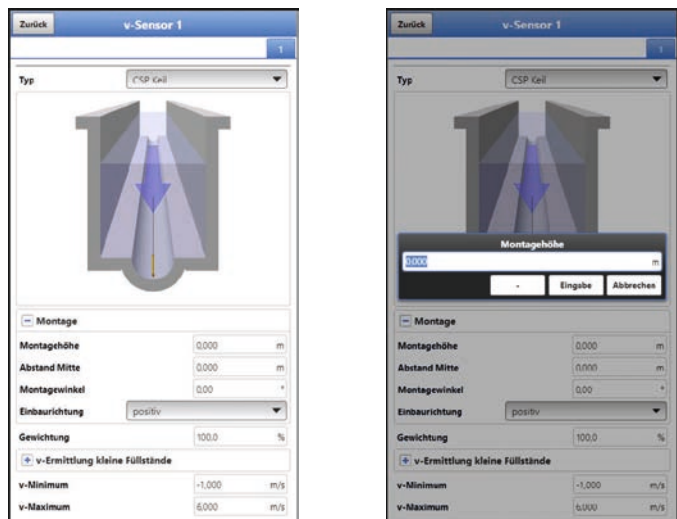 Zurück v-Sensor 1
1
Typ CSP Keil
Montage
Montagehöhe 0,000 m
Abstand Mitte 0,000 m
Montagewinkel 0,00 °
Einbaurichtung positiv
Gewichtung 100,0 %
v-Ermittlung kleine Füllstände
v-Minimum -1,000 m/s
v-Maximum 6,000 m/s
Zurück v-Sensor 1
1
Typ CSP Keil
Montagehöhe
0,000 m
- Eingabe Abbrechen
Montage
Montagehöhe 0,000 m
Abstand Mitte 0,000 m
Montagewinkel 0,00 °
Einbaurichtung positiv
Gewichtung 100,0 %
v-Ermittlung kleine Füllstände
v-Minimum -1,000 m/s
v-Maximum 6,000 m/s